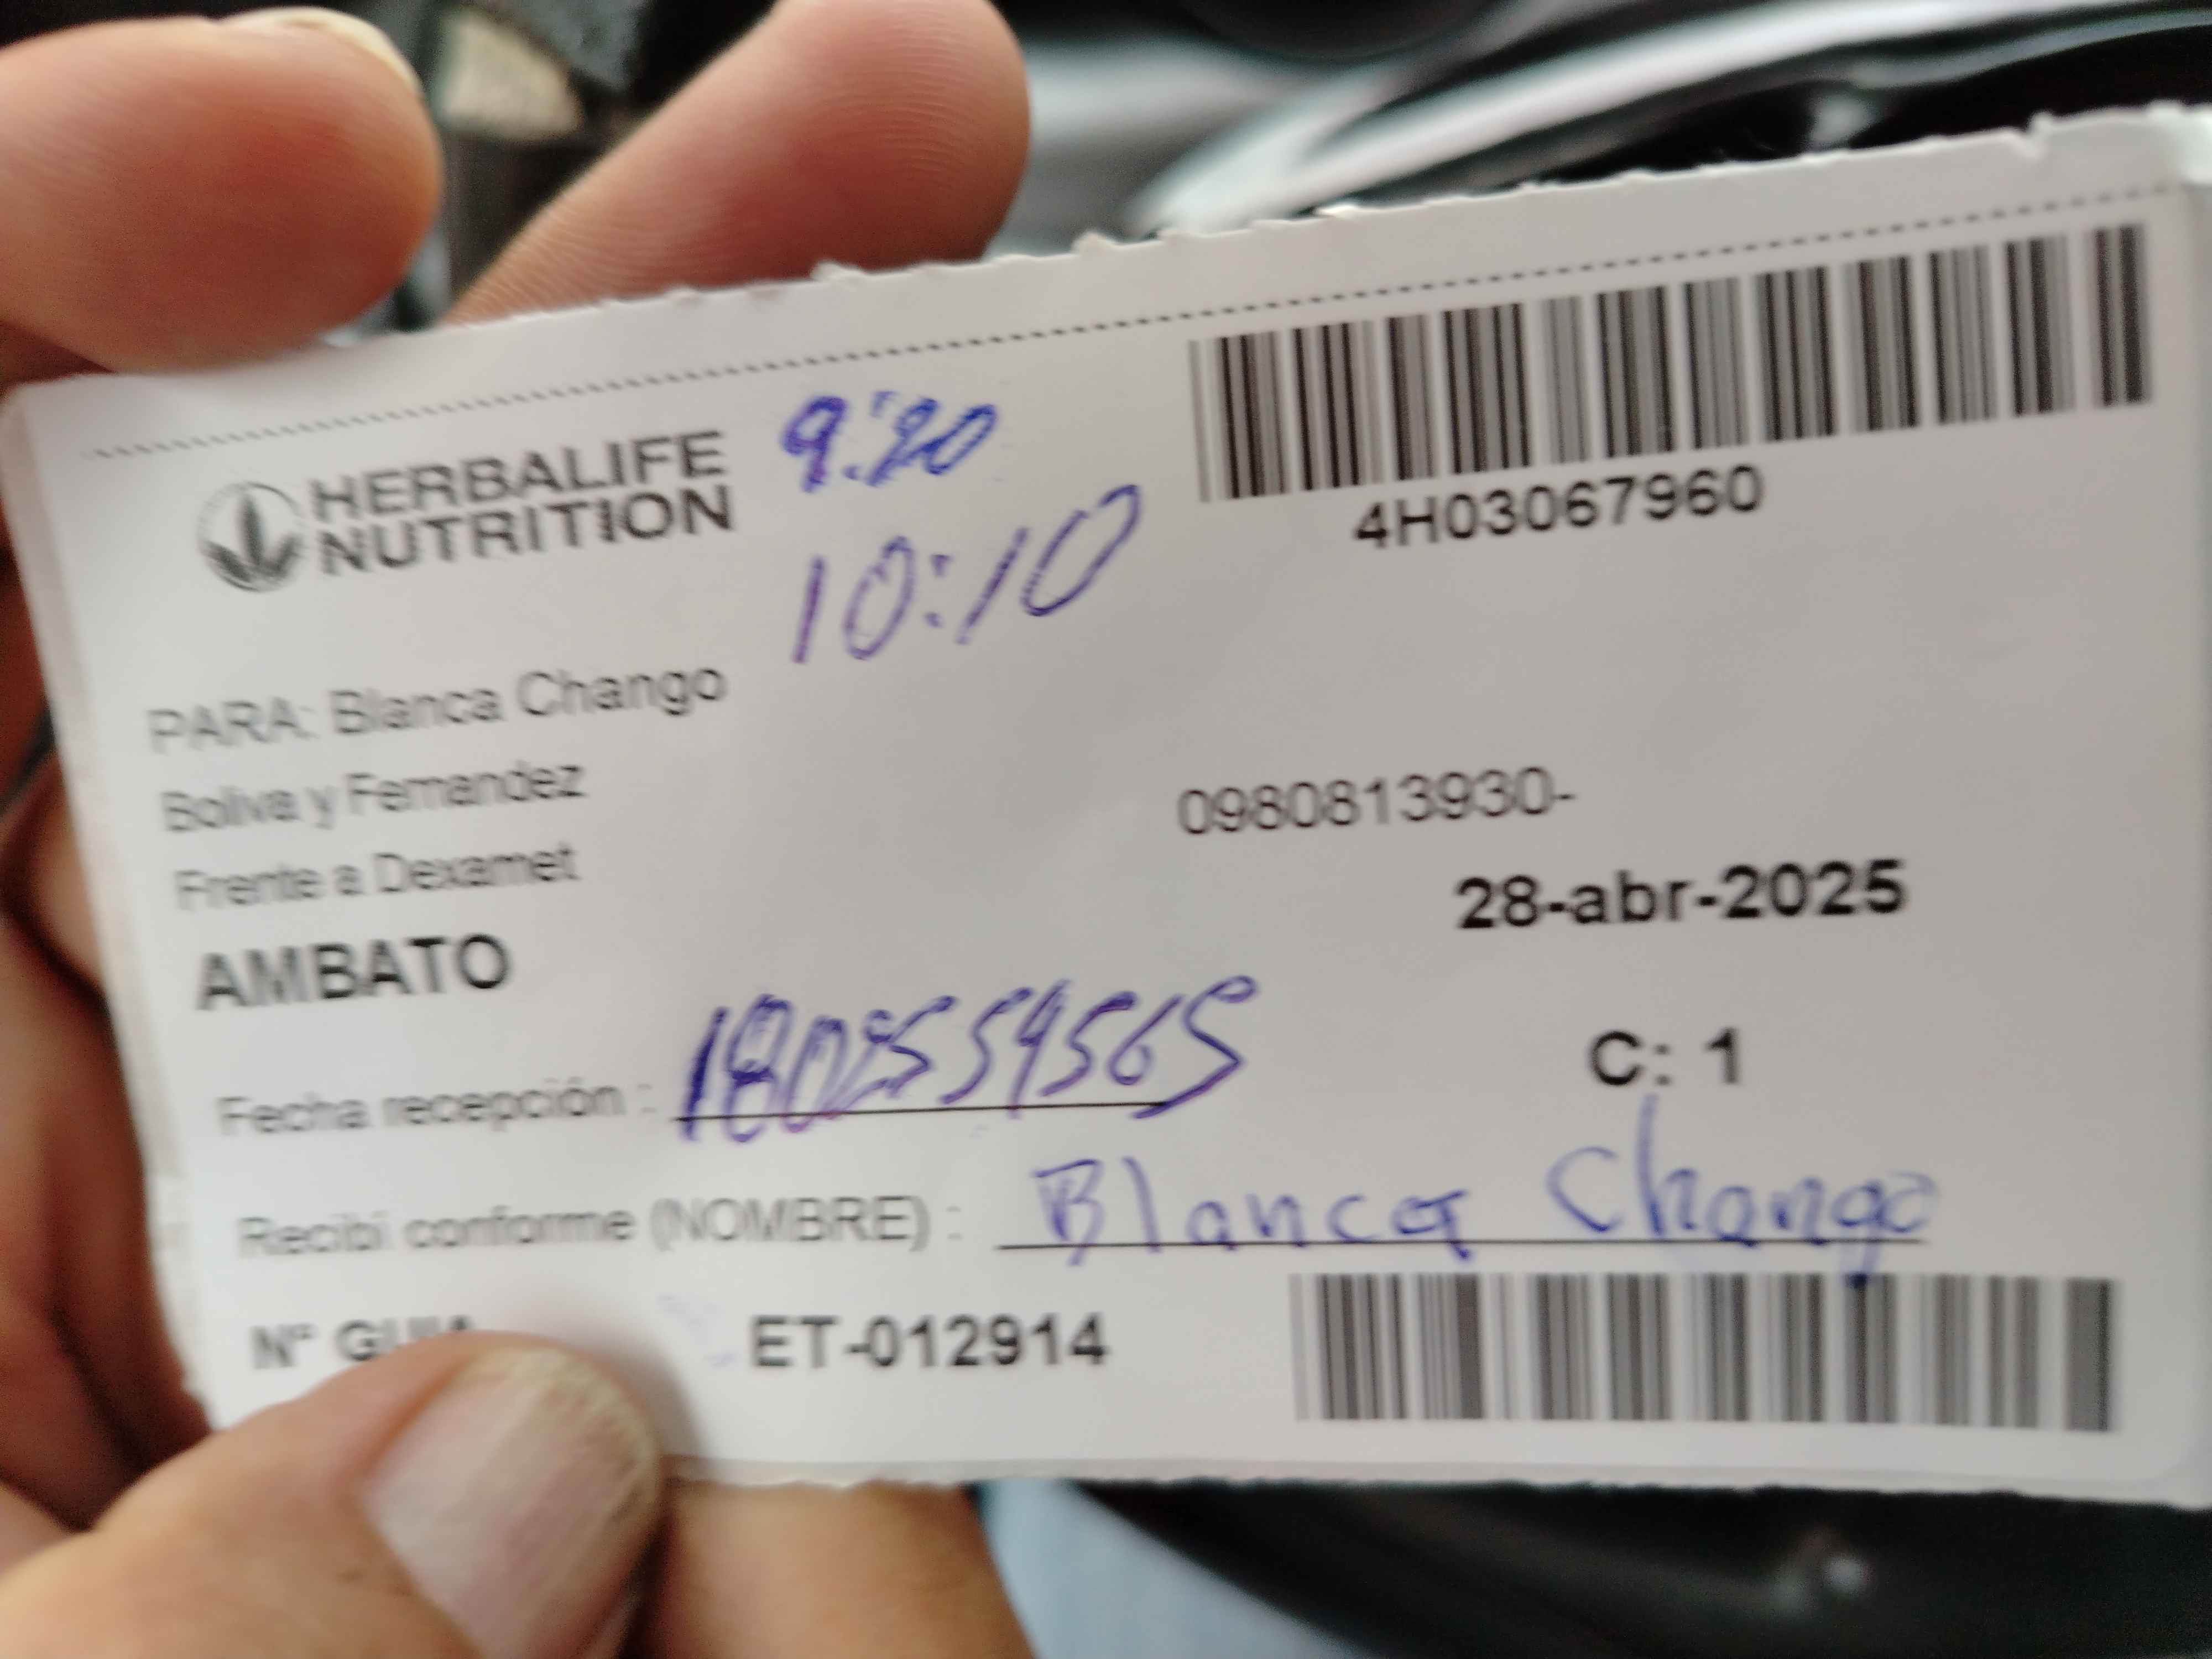 HERBALIFE
NUTRITION
9:20
10:10
4H03067960
PARA: Blanca Chango
Boliva y Fernandez
0980813930-
Frente a Dexamet
28-abr-2025
AMBATO
C: 1
Fecha recepción :
Recibí conforme (NOMBRE) : Blanca Chango
N° GUIA ET-012914